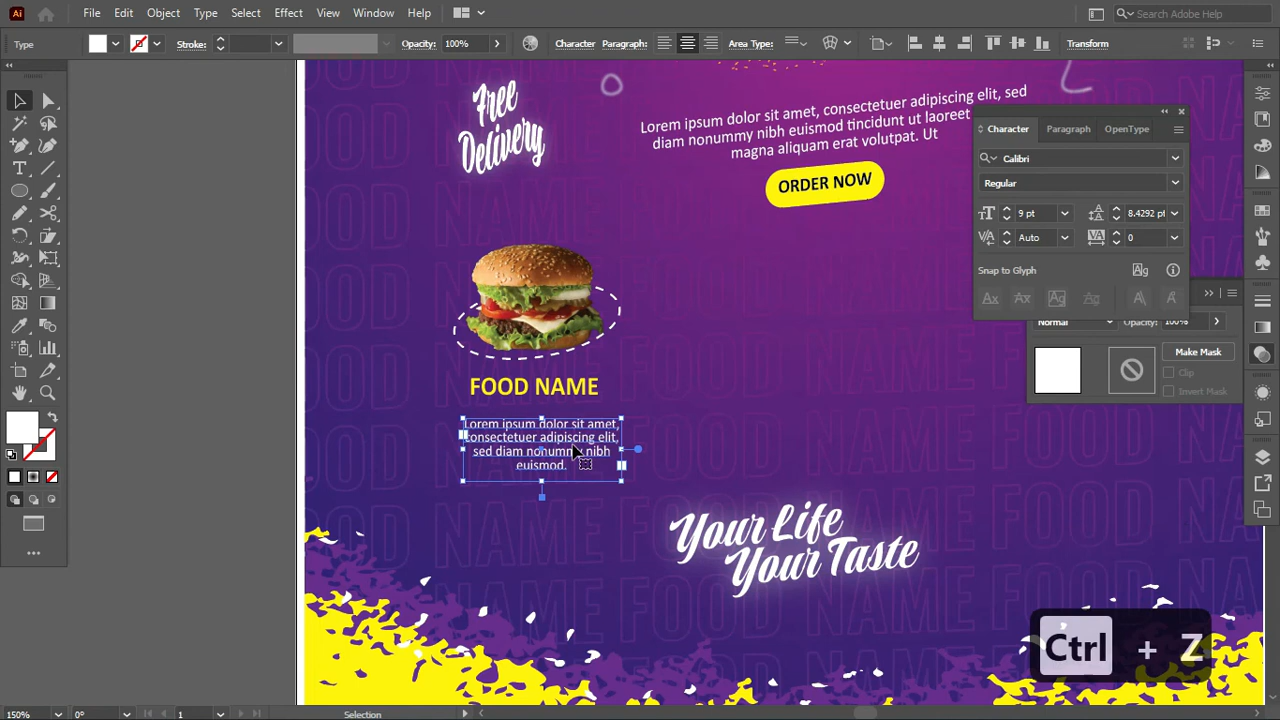 Ai
File Edit Object Type Select Effect View Window Help
Search Adobe Help
Type
Stroke:
Opacity: 100%
Character Paragraph:
Area Type:
Transform
Free
Delivery
Lorem ipsum dolor sit amet, consectetuer adipiscing elit, sed
diam nonummy nibh euismod tincidunt ut laoreet
magna aliquam erat volutpat. Ut
ORDER NOW
Character Paragraph OpenType
Calibri
Regular
9 pt 8.4292 pt
Auto 0
Snap to Glyph
Normal Opacity: 100%
Make Mask
Clip
Invert Mask
FOOD NAME
Lorem ipsum dolor sit amet,
consectetuer adipiscing elit,
sed diam nonummy nibh
euismod.
Your Life
Your Taste
Ctrl + Z
150% 0° 1 Selection